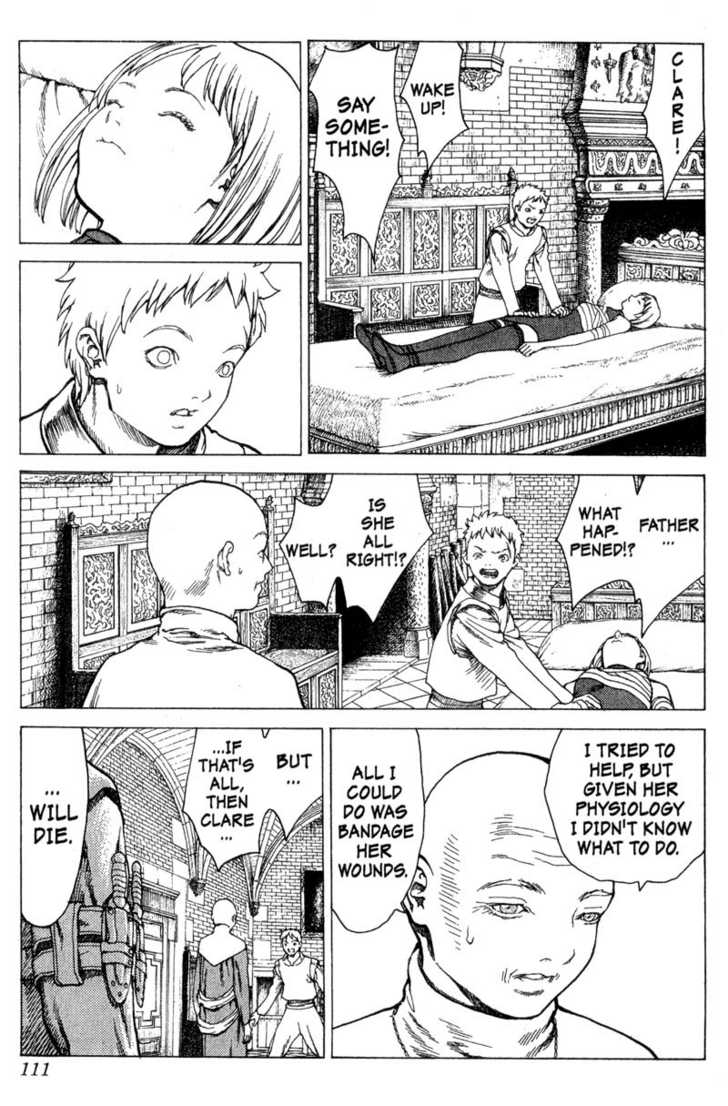 CLARE!
WAKE
UP!
SAY
SOME-
THING!
FATHER
...
WHAT
HAP-
PENED!?
IS
SHE
ALL
RIGHT!?
WELL?
I TRIED TO
HELP, BUT
GIVEN HER
PHYSIOLOGY
I DIDN'T KNOW
WHAT TO DO.
ALL I
COULD
DO WAS
BANDAGE
HER
WOUNDS.
BUT
...
...IF
THAT'S
ALL,
THEN
CLARE
...
...
WILL
DIE.
111